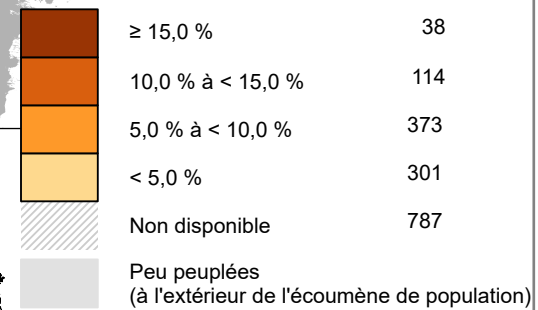 ≥ 15,0 % 38
10,0 % à < 15,0 % 114
5,0 % à < 10,0 % 373
< 5,0 % 301
Non disponible 787
Peu peuplées
(à l'extérieur de l'écoumène de population)